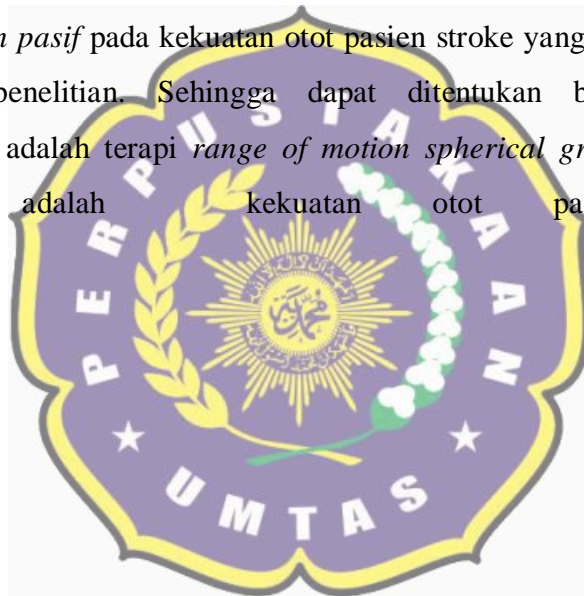 n pasif pada kekuatan otot pasien stroke yang
penelitian. Sehingga dapat ditentukan b
adalah terapi range of motion spherical gr
adalah kekuatan otot pa
PERPUSTAKAAN
UMTAS